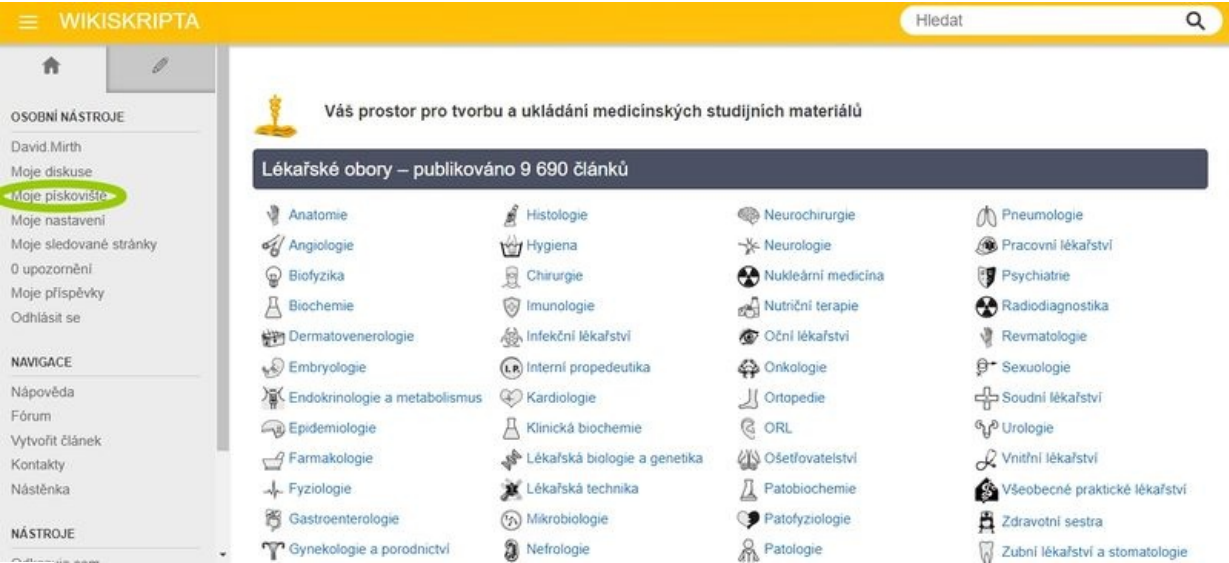 WIKISKRIPTA
Hledat
OSOBNÍ NÁSTROJE
David.Mirth
Moje diskuse
Moje pískoviště
Moje nastavení
Moje sledované stránky
0 upozornění
Moje příspěvky
Odhlásit se
NAVIGACE
Nápověda
Fórum
Vytvořit článek
Kontakty
Nástěnka
NÁSTROJE
Váš prostor pro tvorbu a ukládání medicínských studijních materiálů
Lékařské obory – publikováno 9 690 článků
Anatomie
Angiologie
Biofyzika
Biochemie
Dermatovenerologie
Embryologie
Endokrinologie a metabolismus
Epidemiologie
Farmakologie
Fyziologie
Gastroenterologie
Gynekologie a porodnictví
Histologie
Hygiena
Chirurgie
Imunologie
Infekční lékařství
I.P. Interní propedeutika
Kardiologie
Klinická biochemie
Lékařská biologie a genetika
Lékařská technika
Mikrobiologie
Nefrologie
Neurochirurgie
Neurologie
Nukleární medicína
Nutriční terapie
Oční lékařství
Onkologie
Ortopedie
ORL
Ošetřovatelství
Patobiochemie
Patofyziologie
Patologie
Pneumologie
Pracovní lékařství
Psychiatrie
Radiodiagnostika
Revmatologie
Sexuologie
Soudní lékařství
Urologie
Vnitřní lékařství
Všeobecné praktické lékařství
Zdravotní sestra
Zubní lékařství a stomatologie